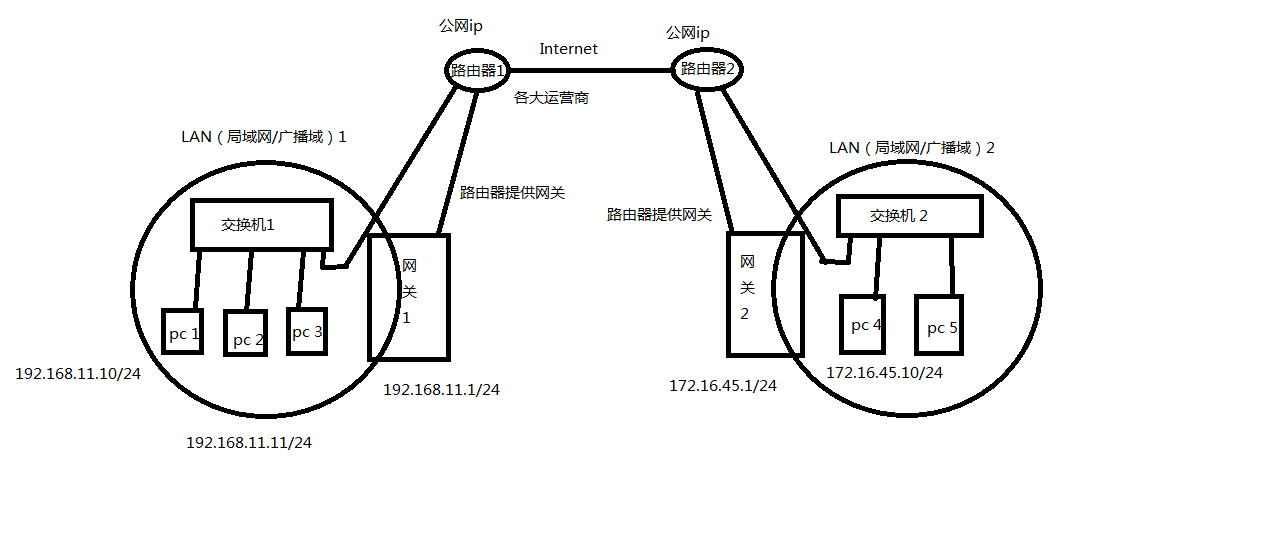 公网ip
公网ip
Internet
路由器1
路由器2
各大运营商
LAN（局域网/广播域）1
LAN（局域网/广播域）2
路由器提供网关
路由器提供网关
交换机1
交换机 2
网
关
1
网
关
2
pc 1
pc 2
pc 3
pc 4
pc 5
192.168.11.10/24
192.168.11.1/24
172.16.45.1/24
172.16.45.10/24
192.168.11.11/24